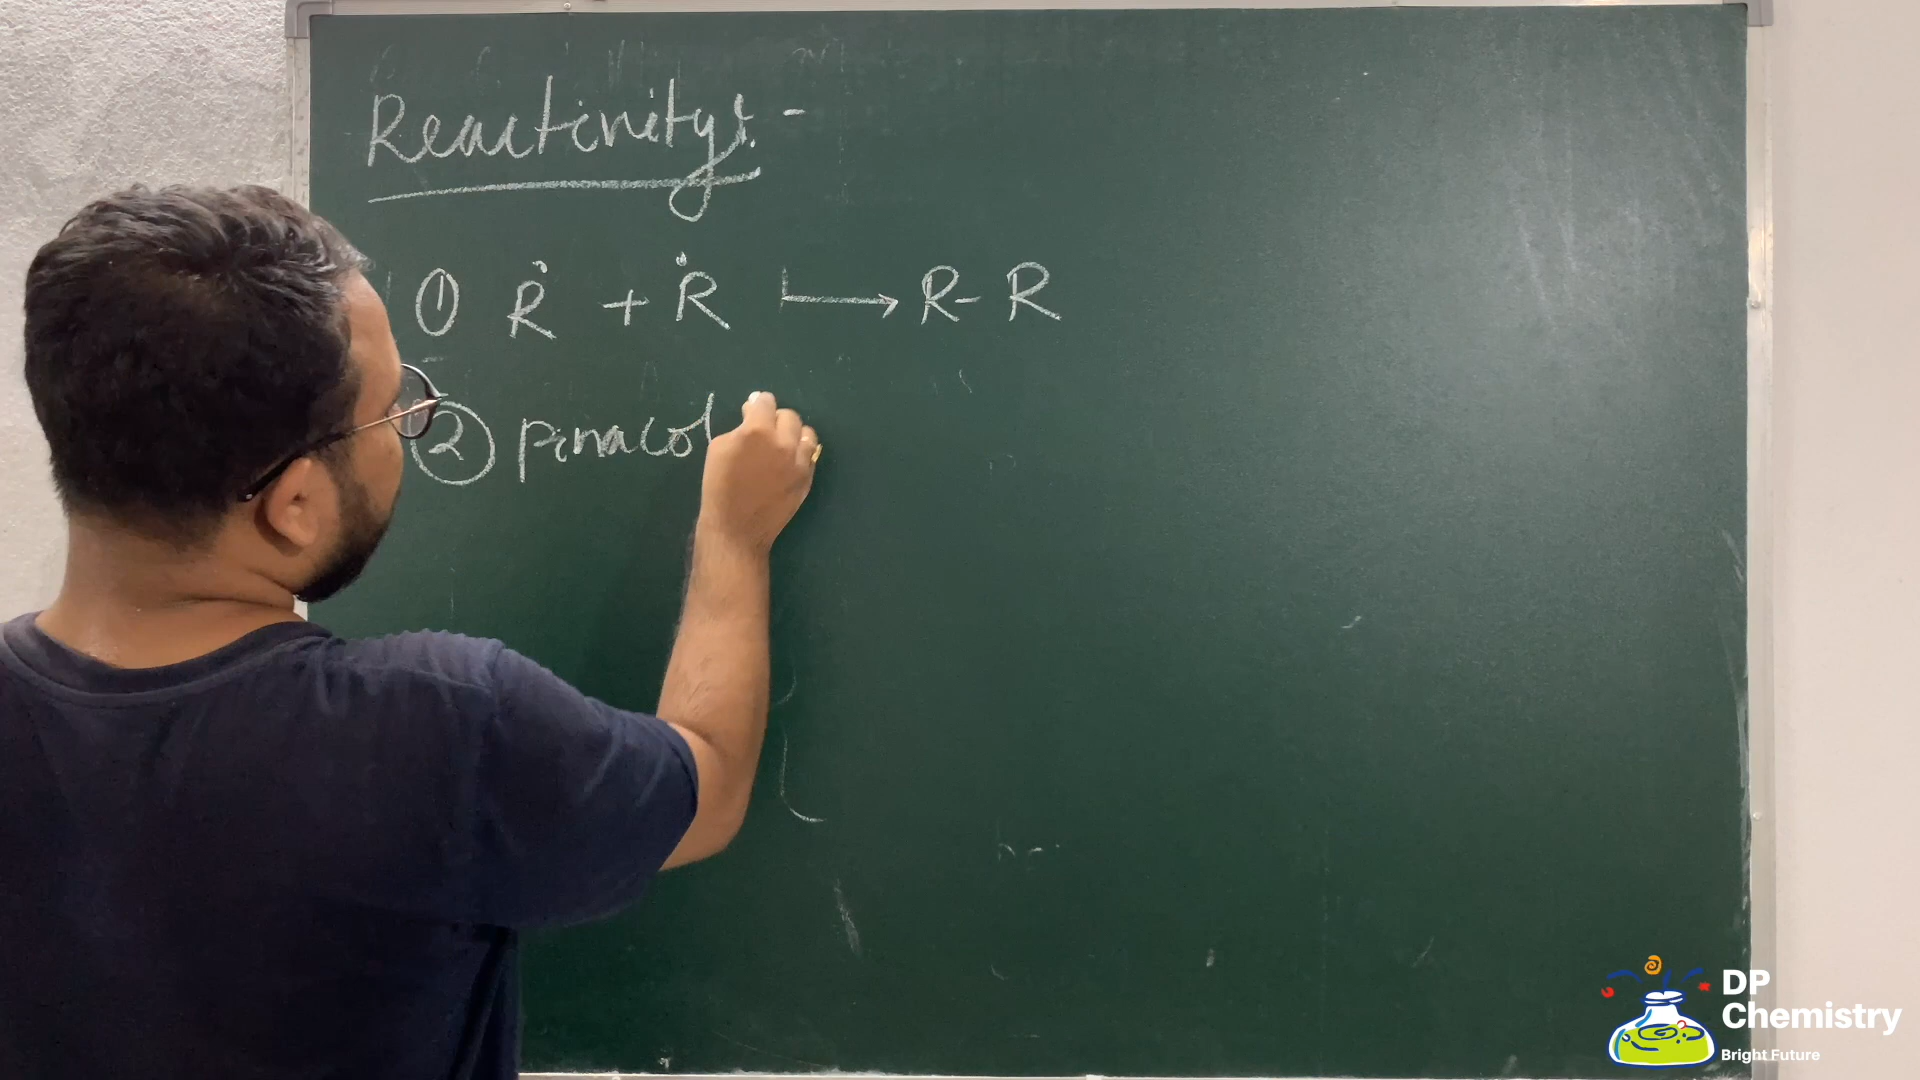 Reactivity:-
① Ṙ + Ṙ ⟼ R-R
② pinacol
DP
Chemistry
Bright Future